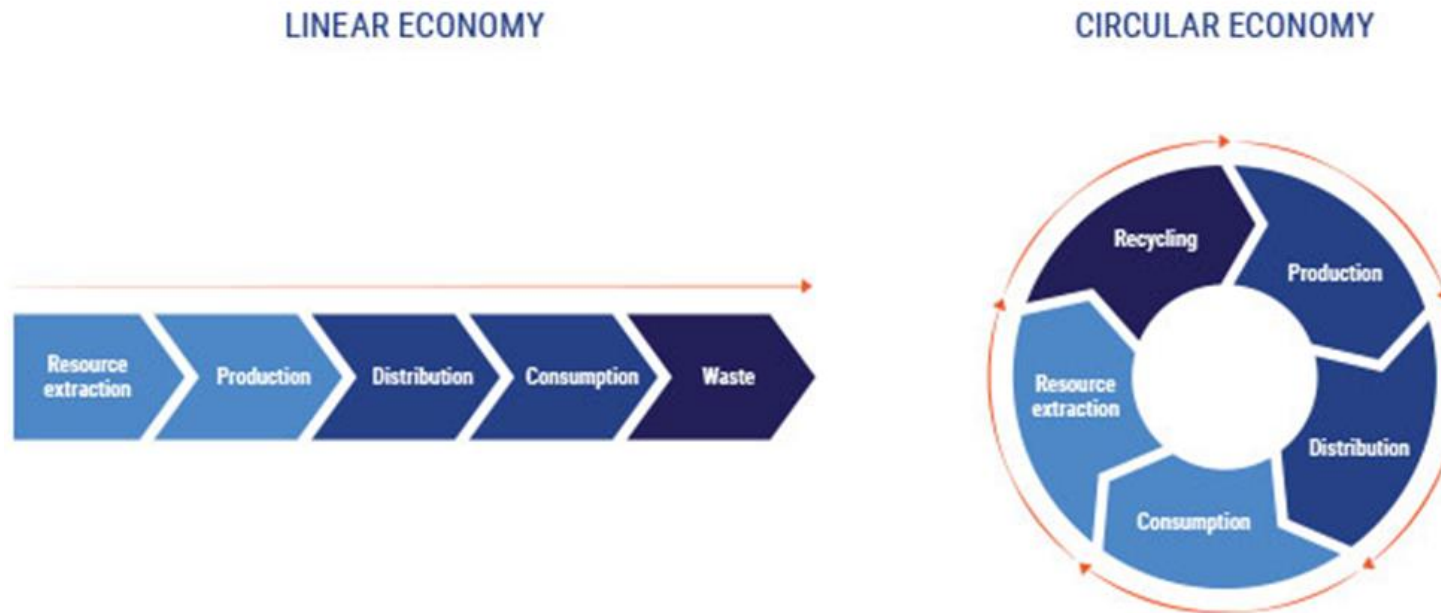 LINEAR ECONOMY
CIRCULAR ECONOMY
Resource
extraction
Production
Distribution
Consumption
Waste
Recycling
Production
Distribution
Consumption
Resource
extraction